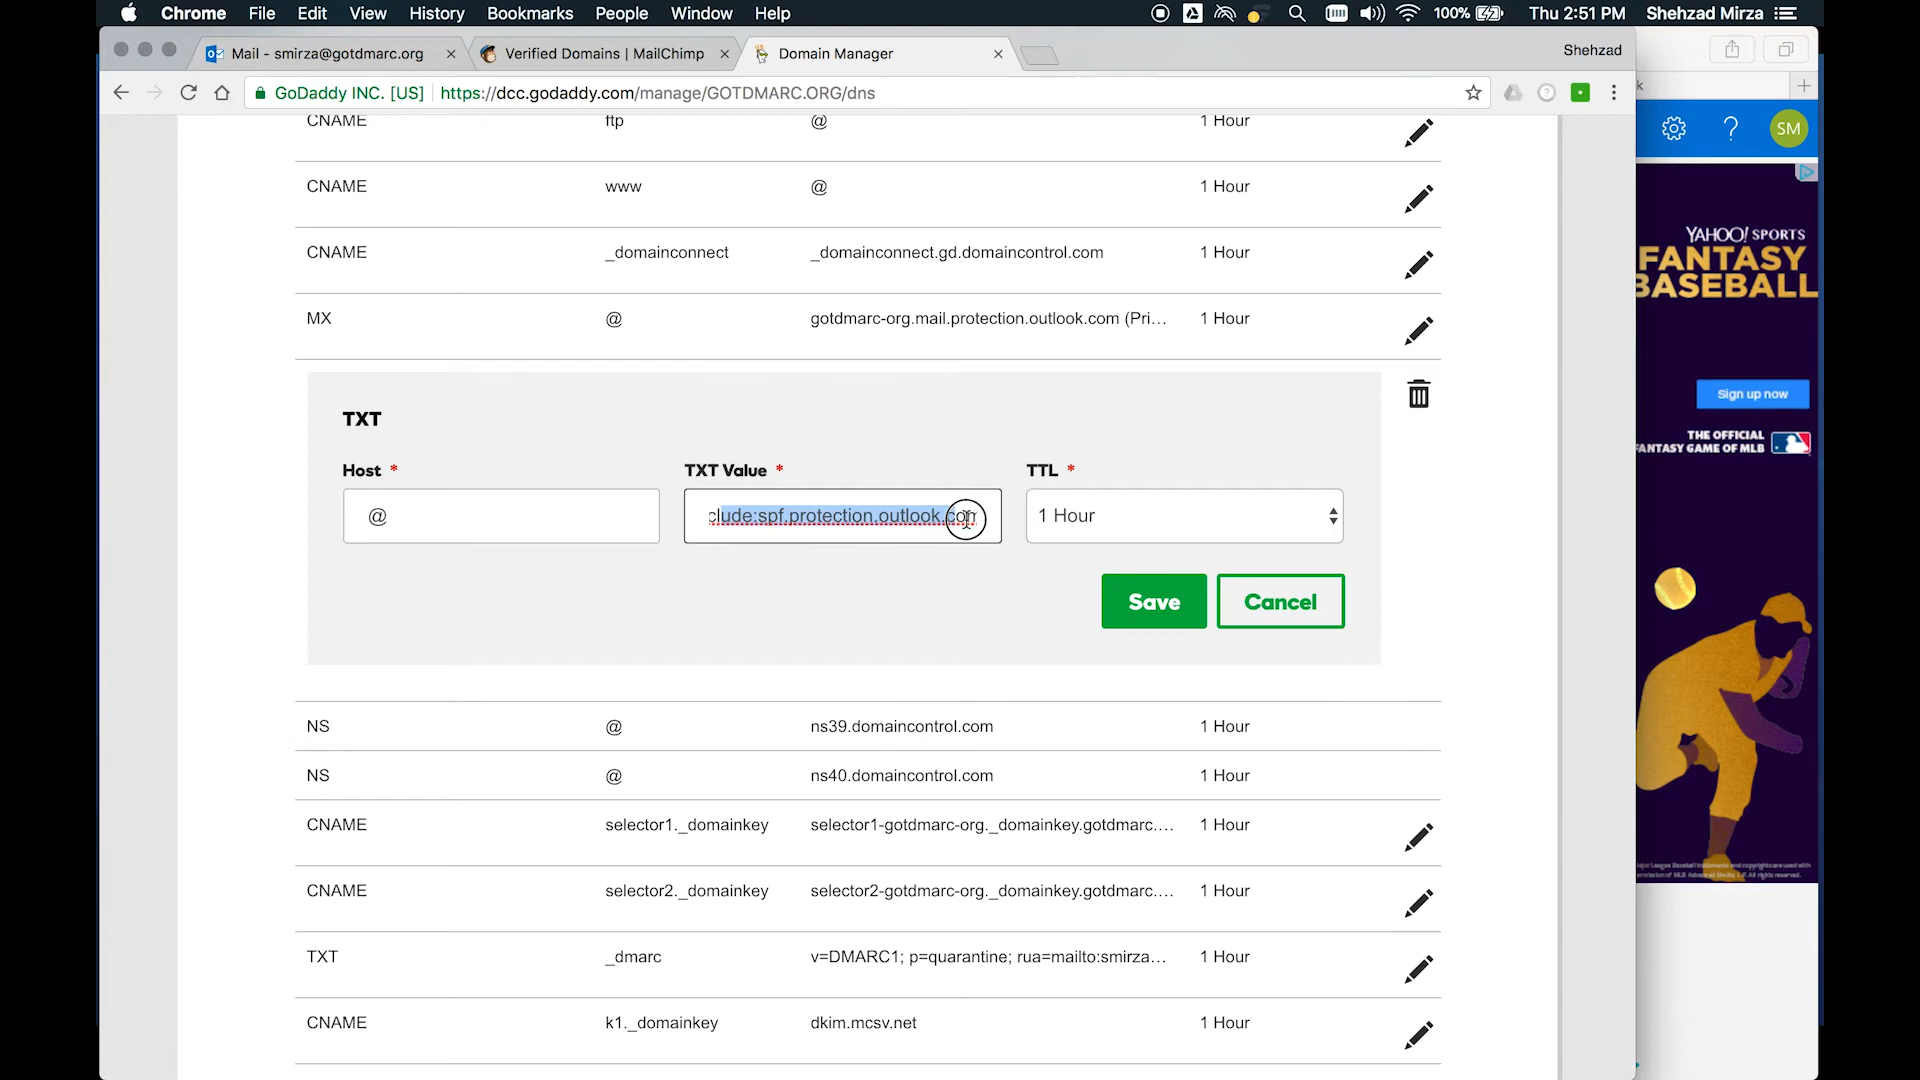 Chrome File Edit View History Bookmarks People Window Help 100% Thu 2:51 PM Shehzad Mirza
Mail - smirza@gotdmarc.org Verified Domains | MailChimp Domain Manager Shehzad
GoDaddy INC. [US] https://dcc.godaddy.com/manage/GOTDMARC.ORG/dns
k
SM
CNAME ftp @ 1 Hour
CNAME www @ 1 Hour
CNAME _domainconnect _domainconnect.gd.domaincontrol.com 1 Hour
MX @ gotdmarc-org.mail.protection.outlook.com (Pri… 1 Hour
TXT
Host * TXT Value * TTL *
@ clude:spf.protection.outlook.com 1 Hour
Save Cancel
NS @ ns39.domaincontrol.com 1 Hour
NS @ ns40.domaincontrol.com 1 Hour
CNAME selector1._domainkey selector1-gotdmarc-org._domainkey.gotdmarc.… 1 Hour
CNAME selector2._domainkey selector2-gotdmarc-org._domainkey.gotdmarc.… 1 Hour
TXT _dmarc v=DMARC1; p=quarantine; rua=mailto:smirza… 1 Hour
CNAME k1._domainkey dkim.mcsv.net 1 Hour
YAHOO! SPORTS
FANTASY
BASEBALL
Sign up now
THE OFFICIAL
FANTASY GAME OF MLB